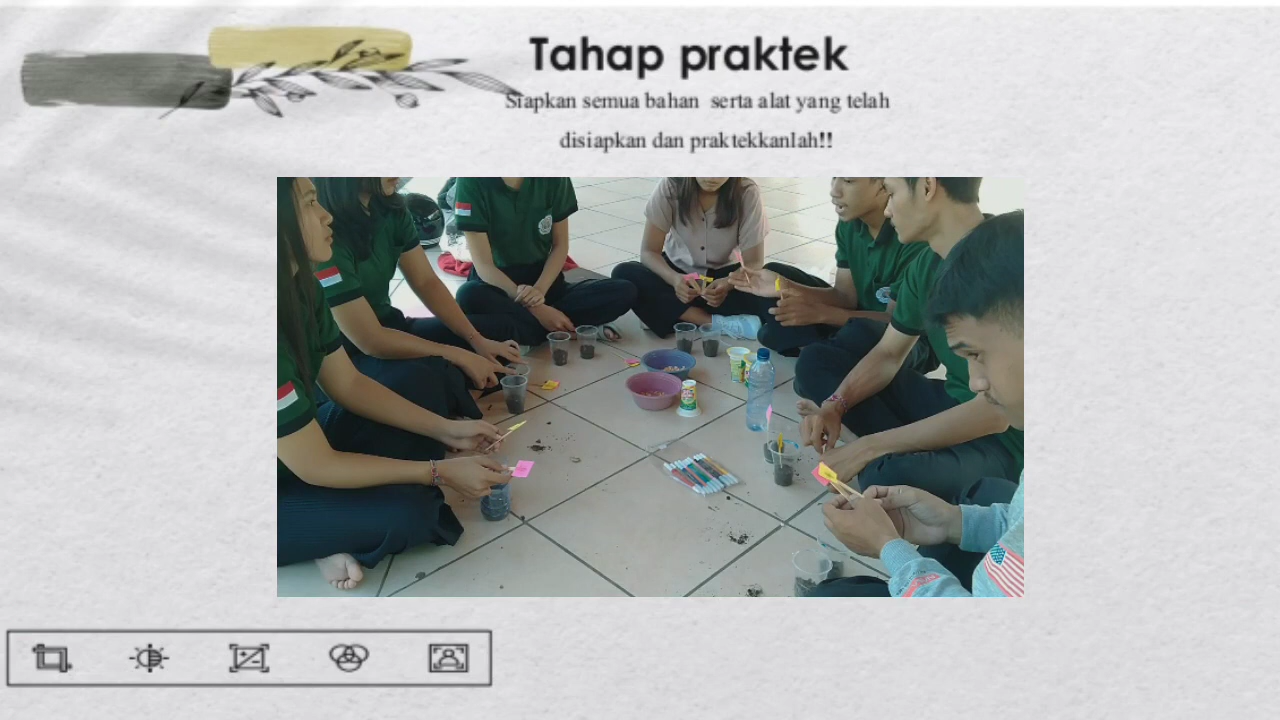 Tahap praktek
Siapkan semua bahan serta alat yang telah
disiapkan dan praktekkanlah!!